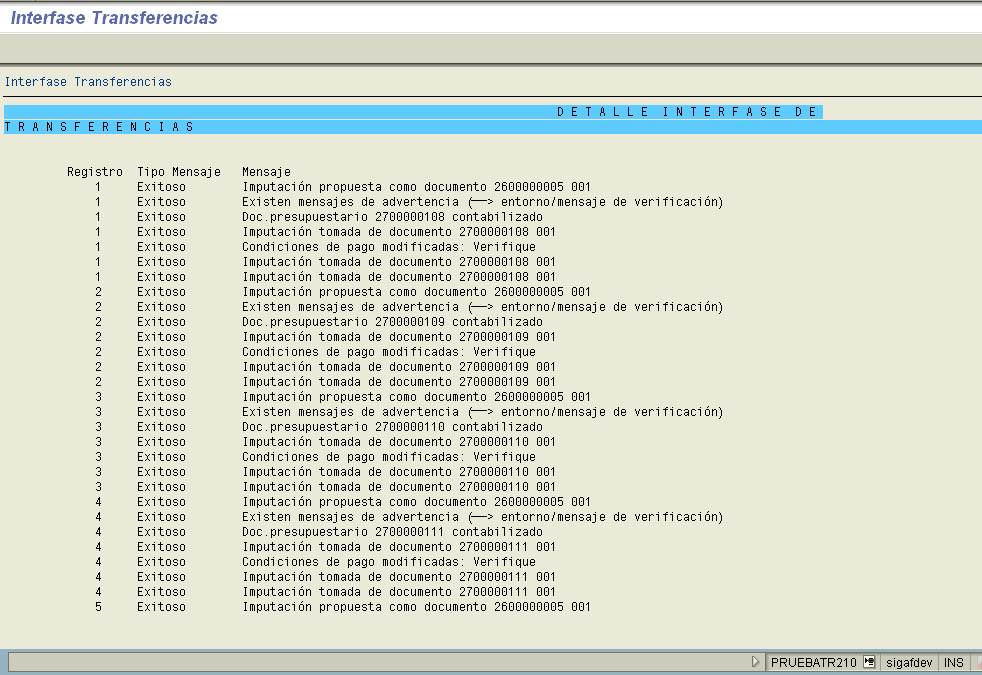 Interfase Transferencias
Interfase Transferencias
D E T A L L E I N T E R F A S E D E
T R A N S F E R E N C I A S
Registro Tipo Mensaje Mensaje
1 Exitoso Imputación propuesta como documento 2600000005 001
1 Exitoso Existen mensajes de advertencia (--> entorno/mensaje de verificación)
1 Exitoso Doc.presupuestario 2700000108 contabilizado
1 Exitoso Imputación tomada de documento 2700000108 001
1 Exitoso Condiciones de pago modificadas: Verifique
1 Exitoso Imputación tomada de documento 2700000108 001
1 Exitoso Imputación tomada de documento 2700000108 001
2 Exitoso Imputación propuesta como documento 2600000005 001
2 Exitoso Existen mensajes de advertencia (--> entorno/mensaje de verificación)
2 Exitoso Doc.presupuestario 2700000109 contabilizado
2 Exitoso Imputación tomada de documento 2700000109 001
2 Exitoso Condiciones de pago modificadas: Verifique
2 Exitoso Imputación tomada de documento 2700000109 001
2 Exitoso Imputación tomada de documento 2700000109 001
3 Exitoso Imputación propuesta como documento 2600000005 001
3 Exitoso Existen mensajes de advertencia (--> entorno/mensaje de verificación)
3 Exitoso Doc.presupuestario 2700000110 contabilizado
3 Exitoso Imputación tomada de documento 2700000110 001
3 Exitoso Condiciones de pago modificadas: Verifique
3 Exitoso Imputación tomada de documento 2700000110 001
3 Exitoso Imputación tomada de documento 2700000110 001
4 Exitoso Imputación propuesta como documento 2600000005 001
4 Exitoso Existen mensajes de advertencia (--> entorno/mensaje de verificación)
4 Exitoso Doc.presupuestario 2700000111 contabilizado
4 Exitoso Imputación tomada de documento 2700000111 001
4 Exitoso Condiciones de pago modificadas: Verifique
4 Exitoso Imputación tomada de documento 2700000111 001
4 Exitoso Imputación tomada de documento 2700000111 001
5 Exitoso Imputación propuesta como documento 2600000005 001
PRUEBATR210 sigafdev INS